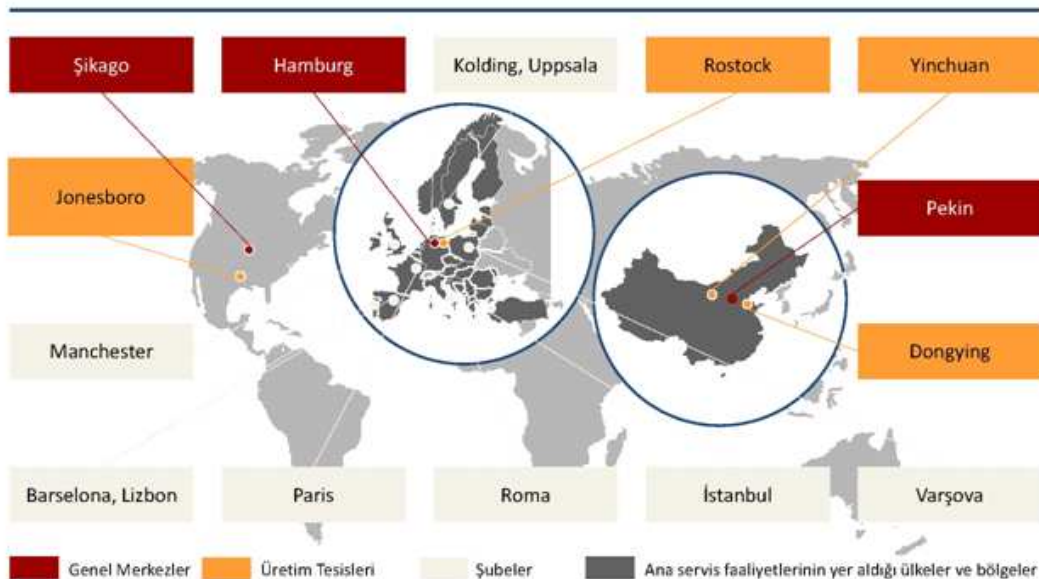 Şikago
Hamburg
Kolding, Uppsala
Rostock
Yinchuan
Jonesboro
Pekin
Manchester
Dongying
Barselona, Lizbon
Paris
Roma
İstanbul
Varşova
Genel Merkezler
Üretim Tesisleri
Şubeler
Ana servis faaliyetlerinin yer aldığı ülkeler ve bölgeler